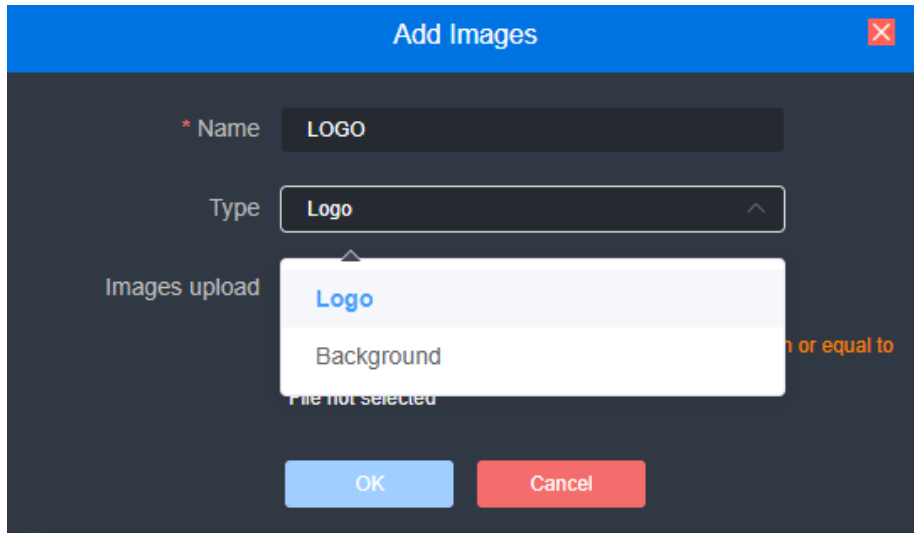 Add Images
* Name LOGO
Type Logo
Images upload
Logo
Background
or equal to
File not selected
OK Cancel